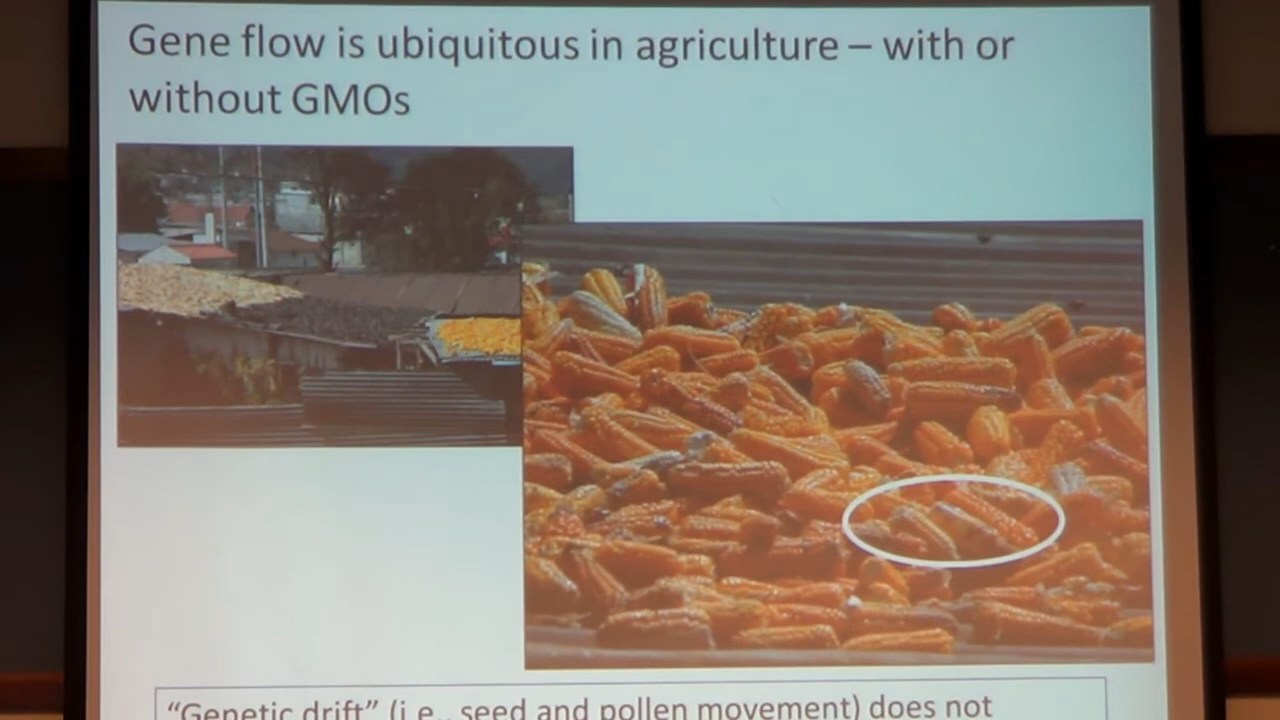 Gene flow is ubiquitous in agriculture – with or
without GMOs
“Genetic drift” (i.e., seed and pollen movement) does not